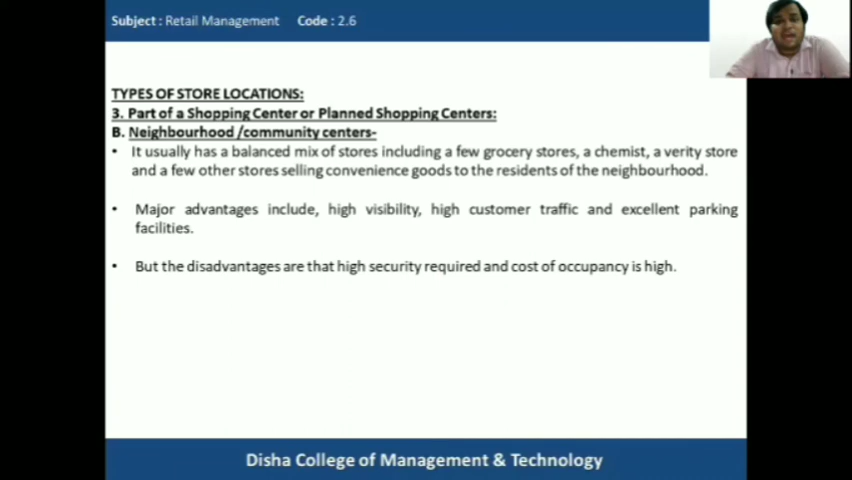 Subject : Retail Management Code : 2.6
TYPES OF STORE LOCATIONS:
3. Part of a Shopping Center or Planned Shopping Centers:
B. Neighbourhood /community centers-
• It usually has a balanced mix of stores including a few grocery stores, a chemist, a verity store
and a few other stores selling convenience goods to the residents of the neighbourhood.
• Major advantages include, high visibility, high customer traffic and excellent parking
facilities.
• But the disadvantages are that high security required and cost of occupancy is high.
Disha College of Management & Technology